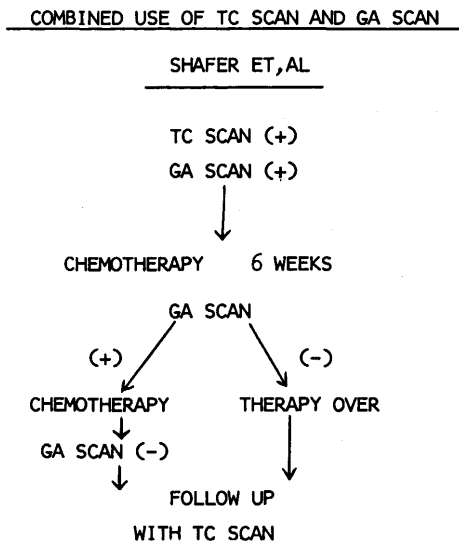 COMBINED USE OF TC SCAN AND GA SCAN
SHAFER ET,AL
TC SCAN (+)
GA SCAN (+)
CHEMOTHERAPY 6 WEEKS
GA SCAN
(+) (-)
CHEMOTHERAPY THERAPY OVER
GA SCAN (-)
FOLLOW UP
WITH TC SCAN